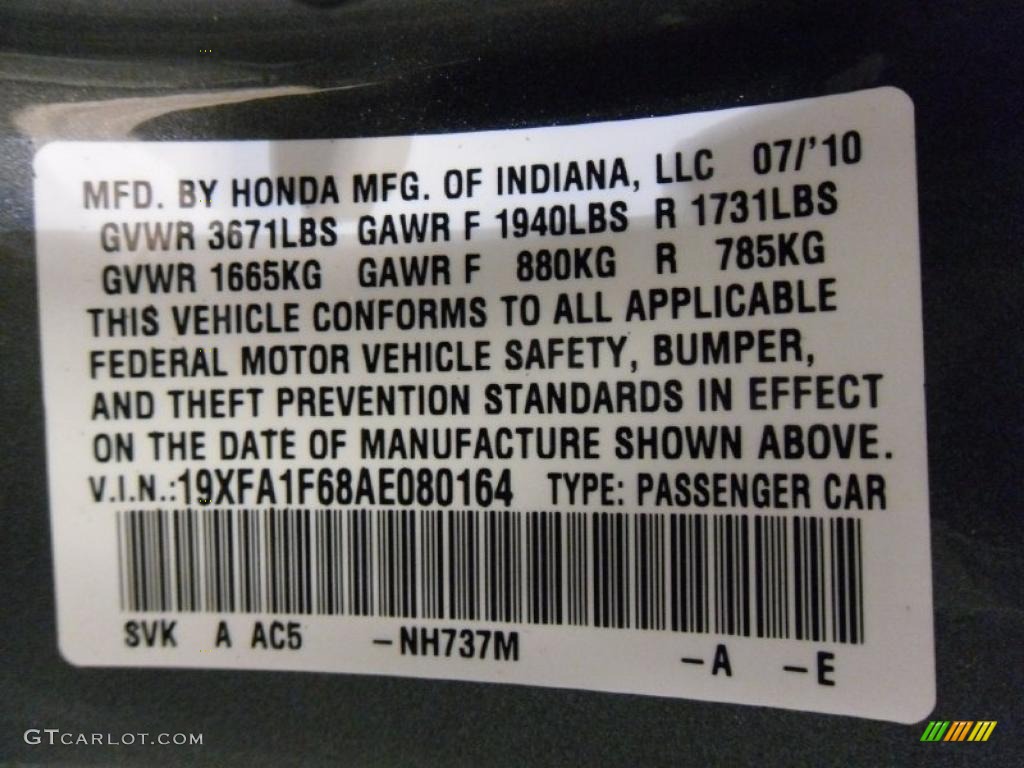 MFD. BY HONDA MFG. OF INDIANA, LLC 07/'10
GVWR 3671LBS GAWR F 1940LBS R 1731LBS
GVWR 1665KG GAWR F 880KG R 785KG
THIS VEHICLE CONFORMS TO ALL APPLICABLE
FEDERAL MOTOR VEHICLE SAFETY, BUMPER,
AND THEFT PREVENTION STANDARDS IN EFFECT
ON THE DATE OF MANUFACTURE SHOWN ABOVE.
V.I.N.:19XFA1F68AE080164 TYPE: PASSENGER CAR
SVK A AC5 -NH737M -A -E
GTCARLOT.COM